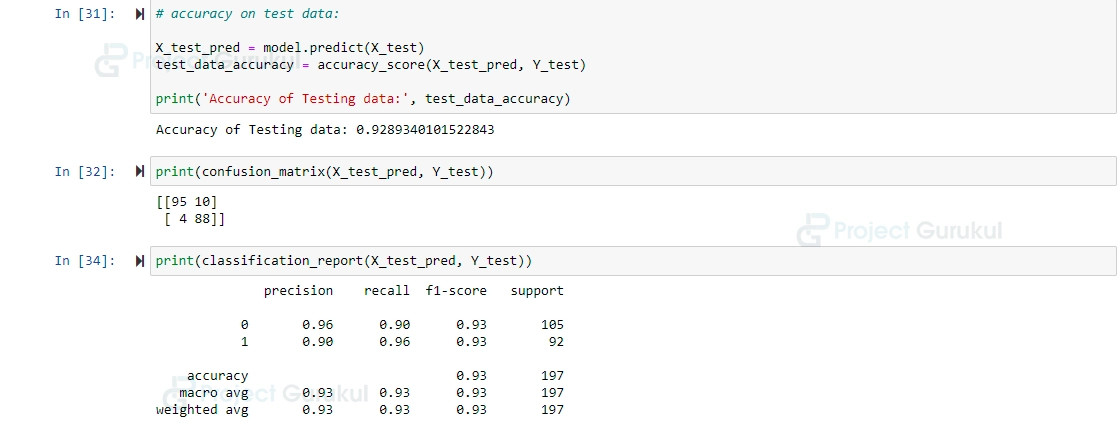 In [31]: # accuracy on test data:
X_test_pred = model.predict(X_test)
test_data_accuracy = accuracy_score(X_test_pred, Y_test)
print('Accuracy of Testing data:', test_data_accuracy)
Accuracy of Testing data: 0.9289340101522843
In [32]: print(confusion_matrix(X_test_pred, Y_test))
[[95 10]
[ 4 88]]
Project Gurukul
In [34]: print(classification_report(X_test_pred, Y_test))
precision recall f1-score support
0 0.96 0.90 0.93 105
1 0.90 0.96 0.93 92
accuracy 0.93 197
macro avg 0.93 0.93 0.93 197
weighted avg 0.93 0.93 0.93 197